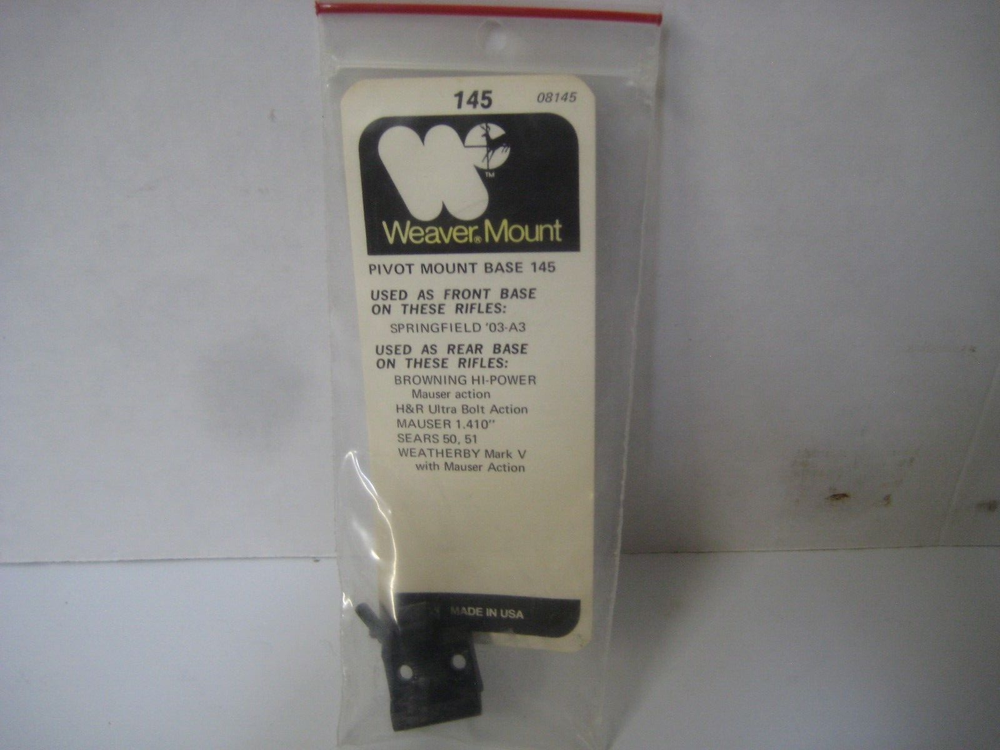 145 08145
TM
Weaver® Mount
PIVOT MOUNT BASE 145
USED AS FRONT BASE
ON THESE RIFLES:
SPRINGFIELD '03-A3
USED AS REAR BASE
ON THESE RIFLES:
BROWNING HI-POWER
Mauser action
H&R Ultra Bolt Action
MAUSER 1.410"
SEARS 50, 51
WEATHERBY Mark V
with Mauser Action
MADE IN USA